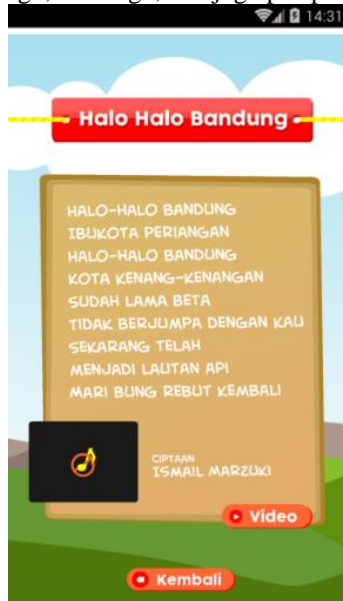 14:31
Halo Halo Bandung
HALO-HALO BANDUNG
IBUKOTA PERIANGAN
HALO-HALO BANDUNG
KOTA KENANG-KENANGAN
SUDAH LAMA BETA
TIDAK BERJUMPA DENGAN KAU
SEKARANG TELAH
MENJADI LAUTAN API
MARI BUNG REBUT KEMBALI
CIPTAAN
ISMAIL MARZUKI
Video
Kembali